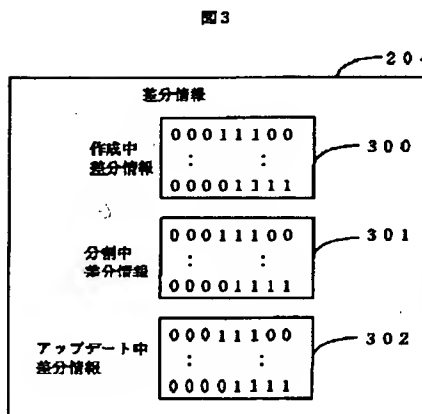 図3
204
差分情報
作成中
差分情報
00011100
: :
00001111
300
分割中
差分情報
00011100
: :
00001111
301
アップデート中
差分情報
00011100
: :
00001111
302